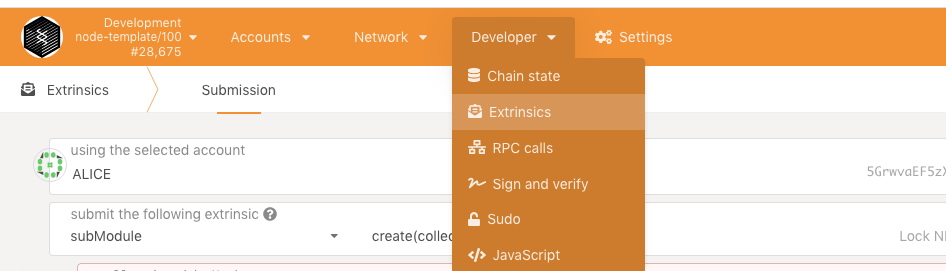 Development
node-template/100
#28,675
Accounts
Network
Developer
Settings
Chain state
Extrinsics
RPC calls
Sign and verify
Sudo
JavaScript
Extrinsics
Submission
using the selected account
ALICE
5GrwvaEF5zX
submit the following extrinsic
subModule
create(collec
Lock